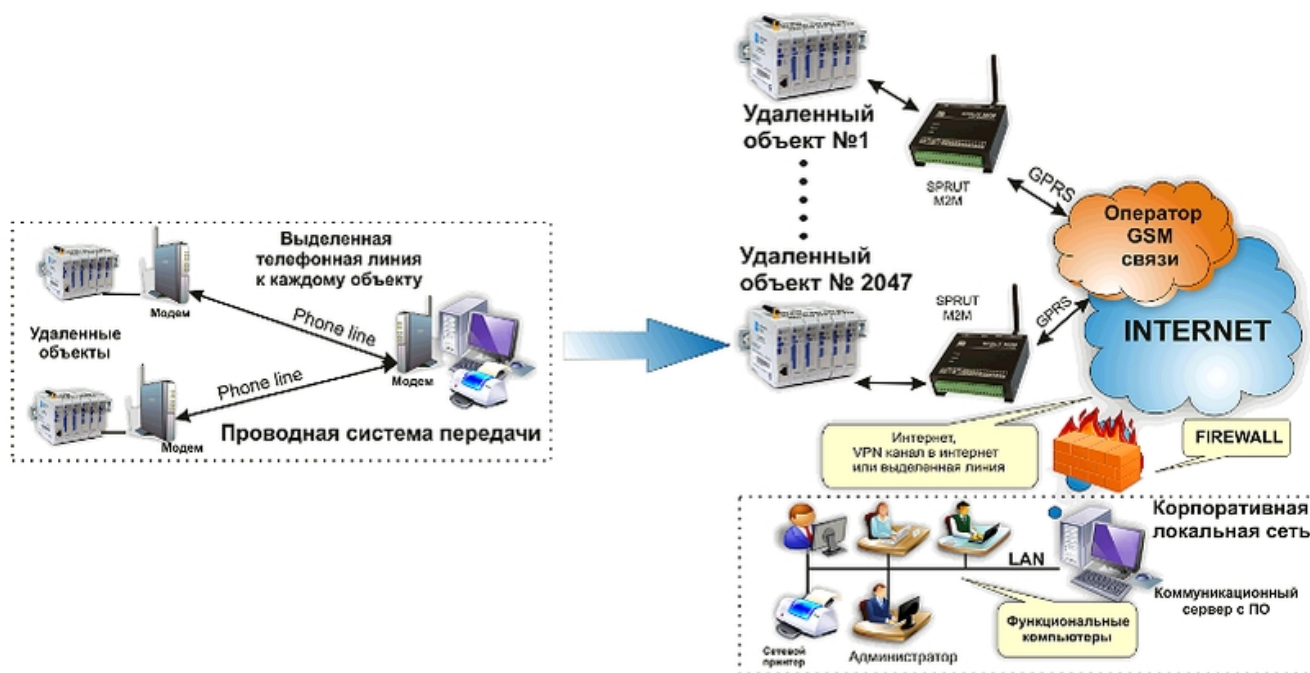 Выделенная
телефонная линия
к каждому объекту
Модем
Удаленные
объекты
Phone line
Phone line
Модем
Модем
Проводная система передачи
Удаленный
объект №1
SPRUT
M2M
GPRS
Оператор
GSM
связи
Удаленный
объект № 2047
SPRUT
M2M
GPRS
INTERNET
Интернет,
VPN канал в интернет
или выделенная линия
FIREWALL
Корпоративная
локальная сеть
LAN
Коммуникационный
сервер с ПО
Функциональные
компьютеры
Сетевой
принтер
Администратор